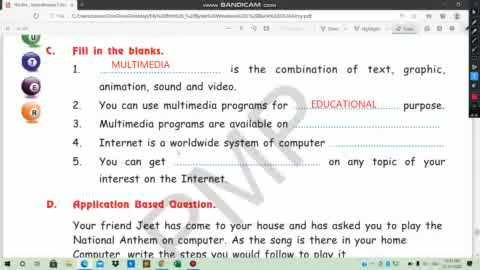 WWW.BANDICAM.COM
C. Fill in the blanks.
1. MULTIMEDIA is the combination of text, graphic,
animation, sound and video.
2. You can use multimedia programs for EDUCATIONAL purpose.
3. Multimedia programs are available on
4. Internet is a worldwide system of computer
5. You can get on any topic of your
interest on the Internet.
D. Application Based Question.
Your friend Jeet has come to your house and has asked you to play the
National Anthem on computer. As the song is there in your home
Computer, write the steps you would follow to play it.
PMP
U
T
E
R